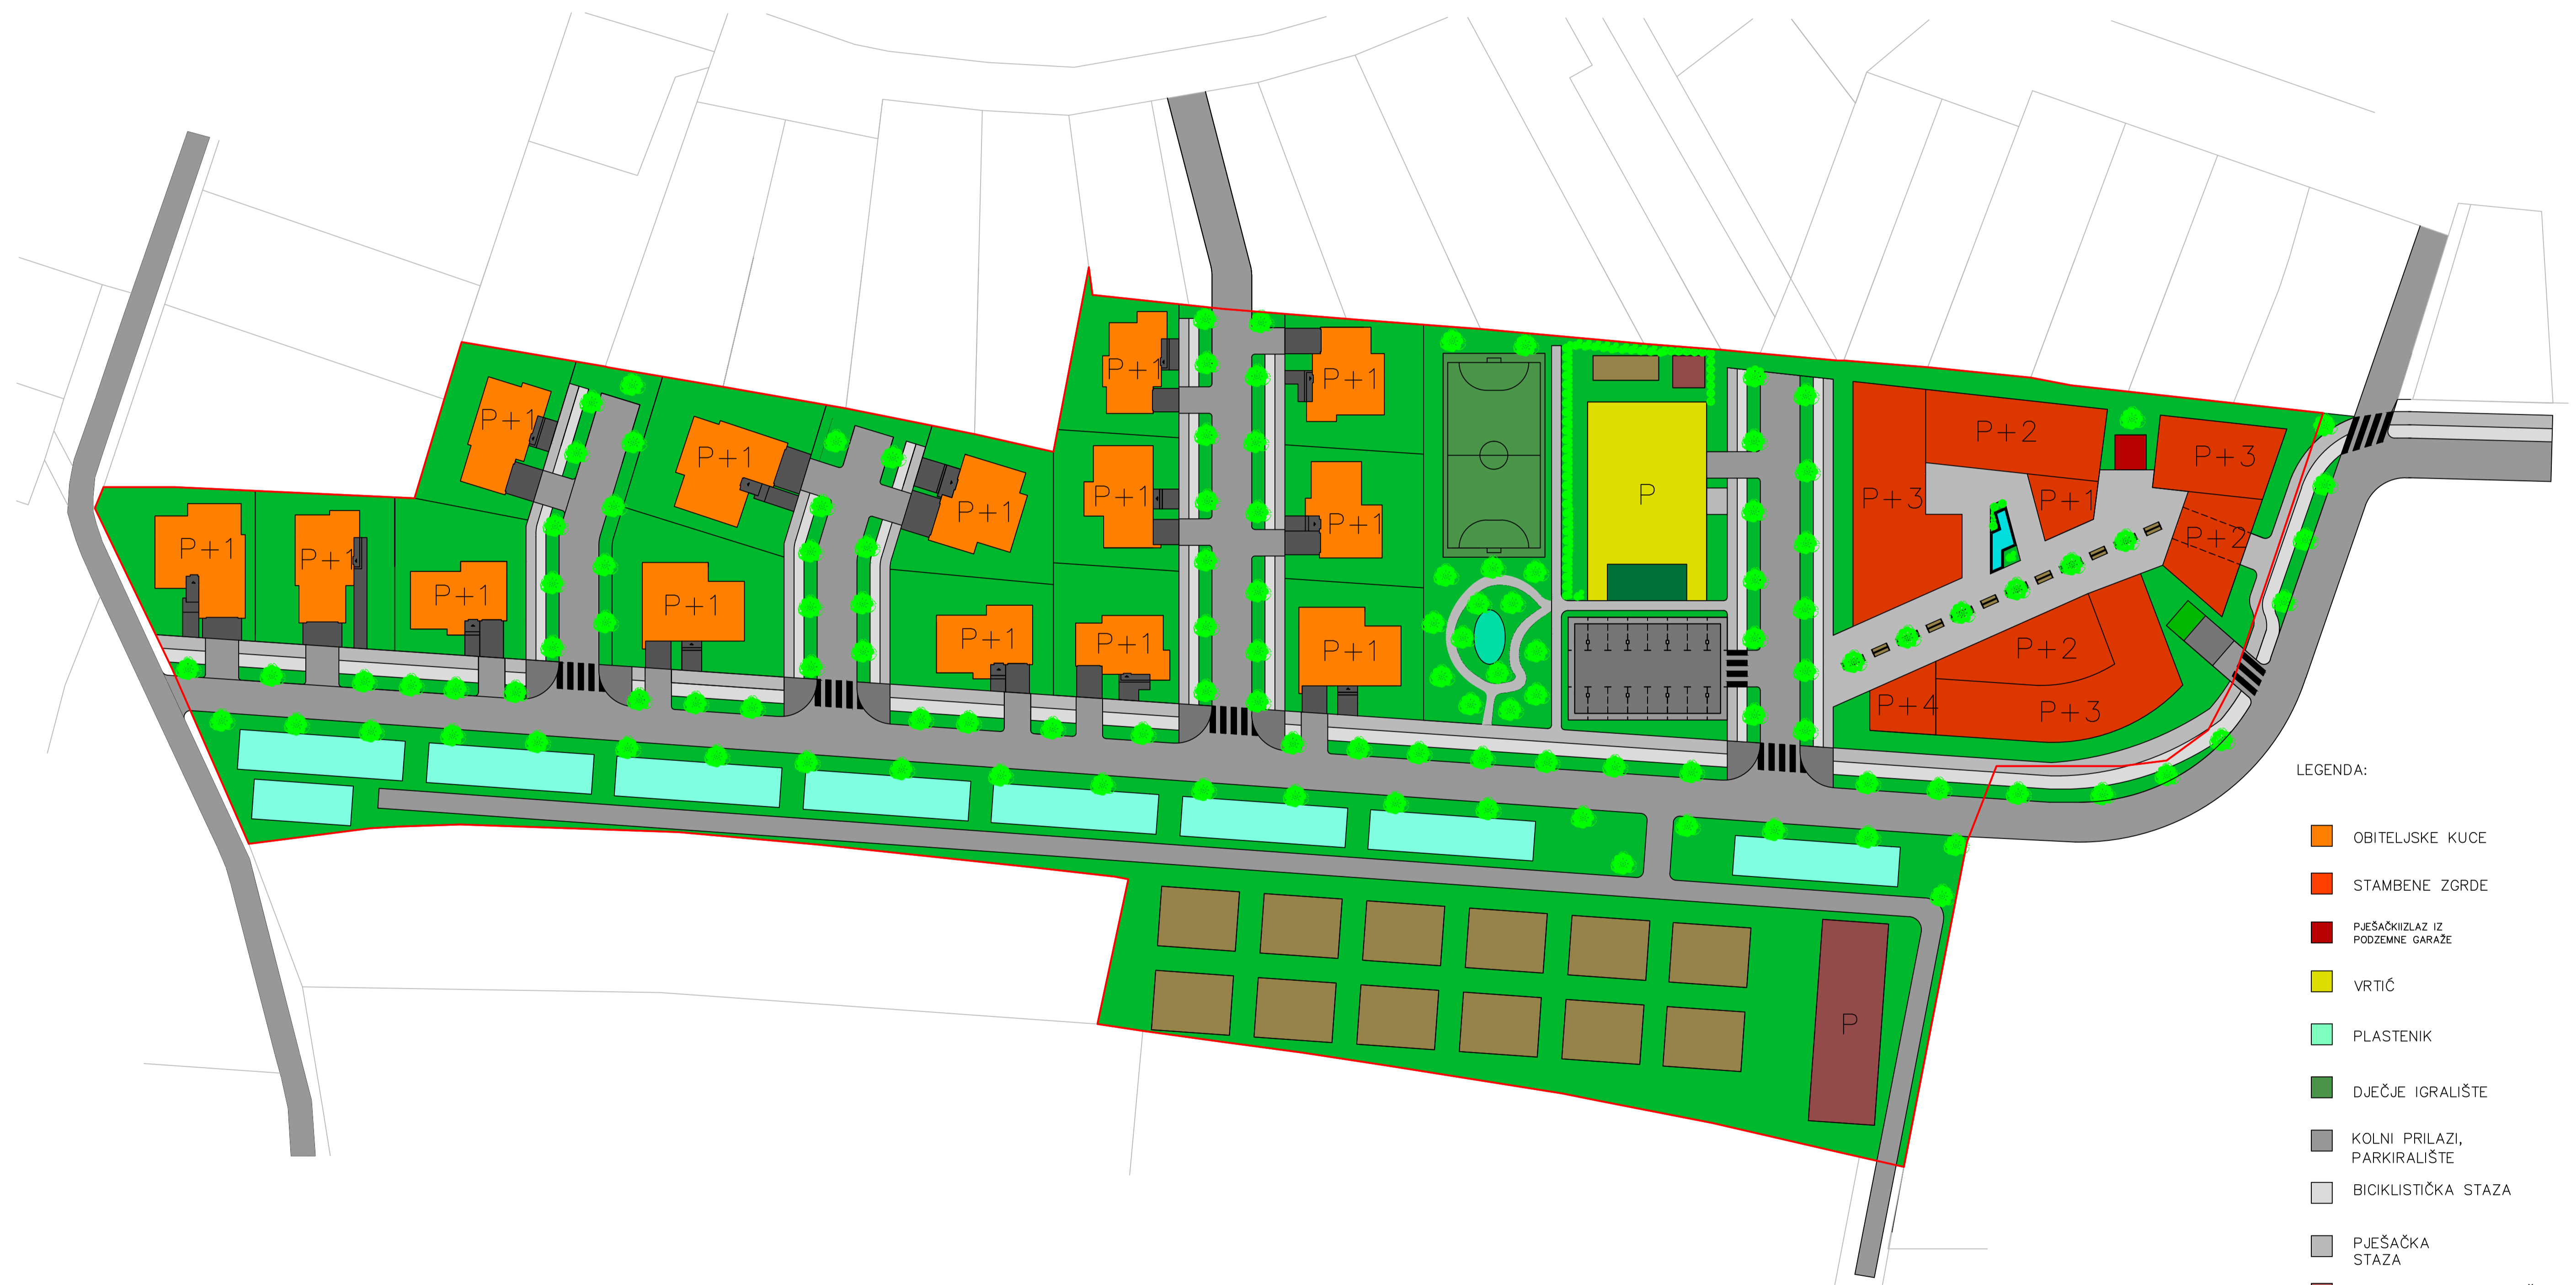 P+1
P+1
P+1
P+1
P+1
P+1
P+1
P+1
P+1
P+1
P+1
P+1
P+1
P+1
P
P+3
P+2
P+1
P+3
P+2
P+2
P+4
P+3
P
LEGENDA:
OBITELJSKE KUCE
STAMBENE ZGRDE
PJEŠAČKIIZLAZ IZ
PODZEMNE GARAŽE
VRTIĆ
PLASTENIK
DJEČJE IGRALIŠTE
KOLNI PRILAZI,
PARKIRALIŠTE
BICIKLISTIČKA STAZA
PJEŠAČKA
STAZA